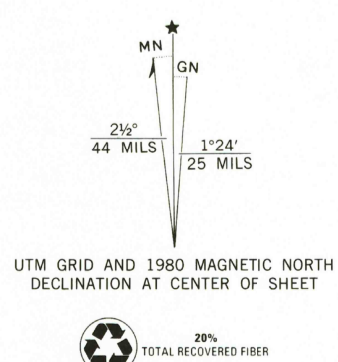 MN
GN
2½°
44 MILS
1°24′
25 MILS
UTM GRID AND 1980 MAGNETIC NORTH
DECLINATION AT CENTER OF SHEET
20%
TOTAL RECOVERED FIBER